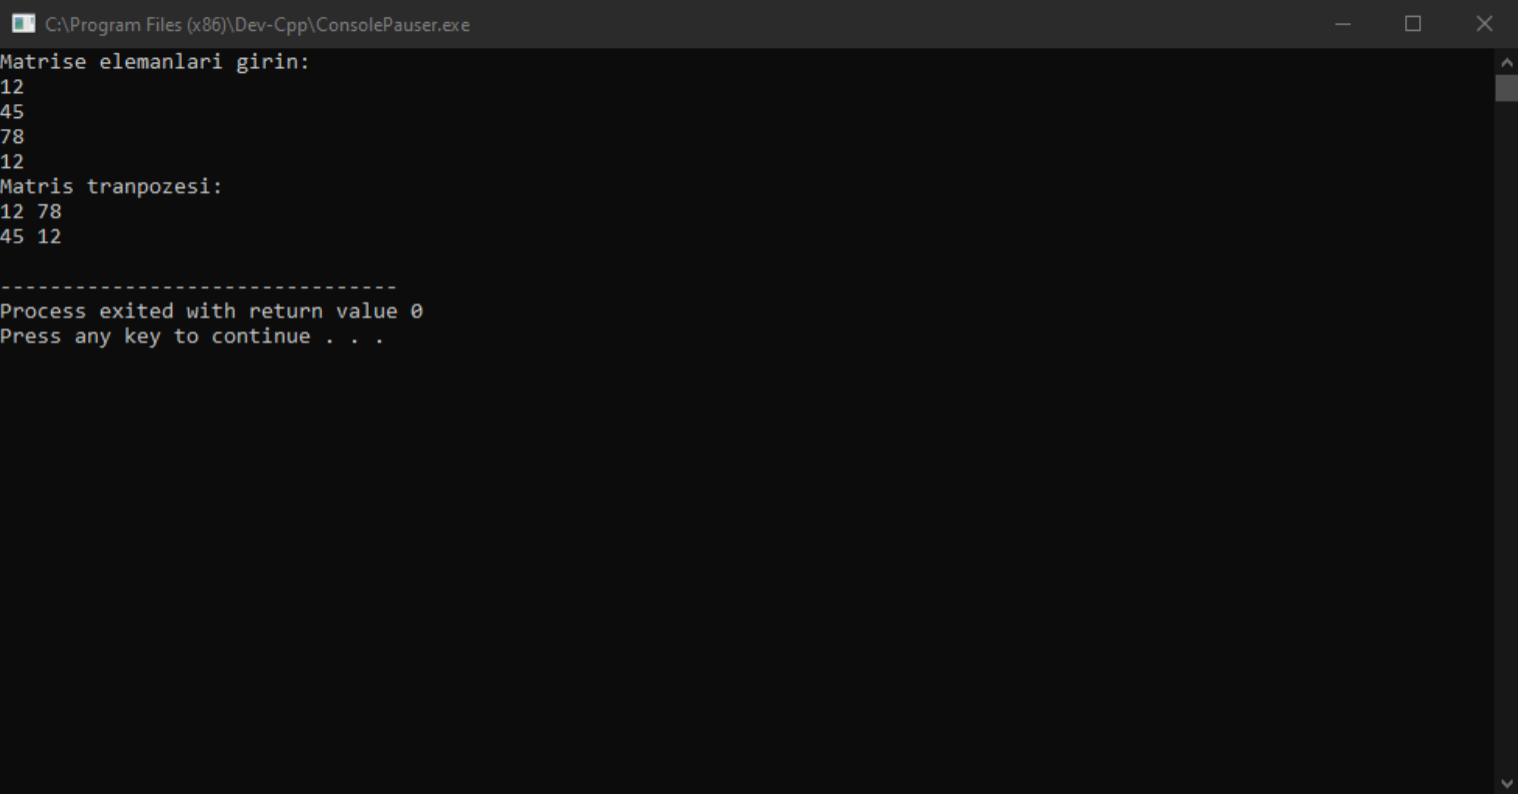 C:\Program Files (x86)\Dev-Cpp\ConsolePauser.exe
Matrise elemanlari girin:
12
45
78
12
Matris tranpozesi:
12 78
45 12
--------------------------------
Process exited with return value 0
Press any key to continue . . .